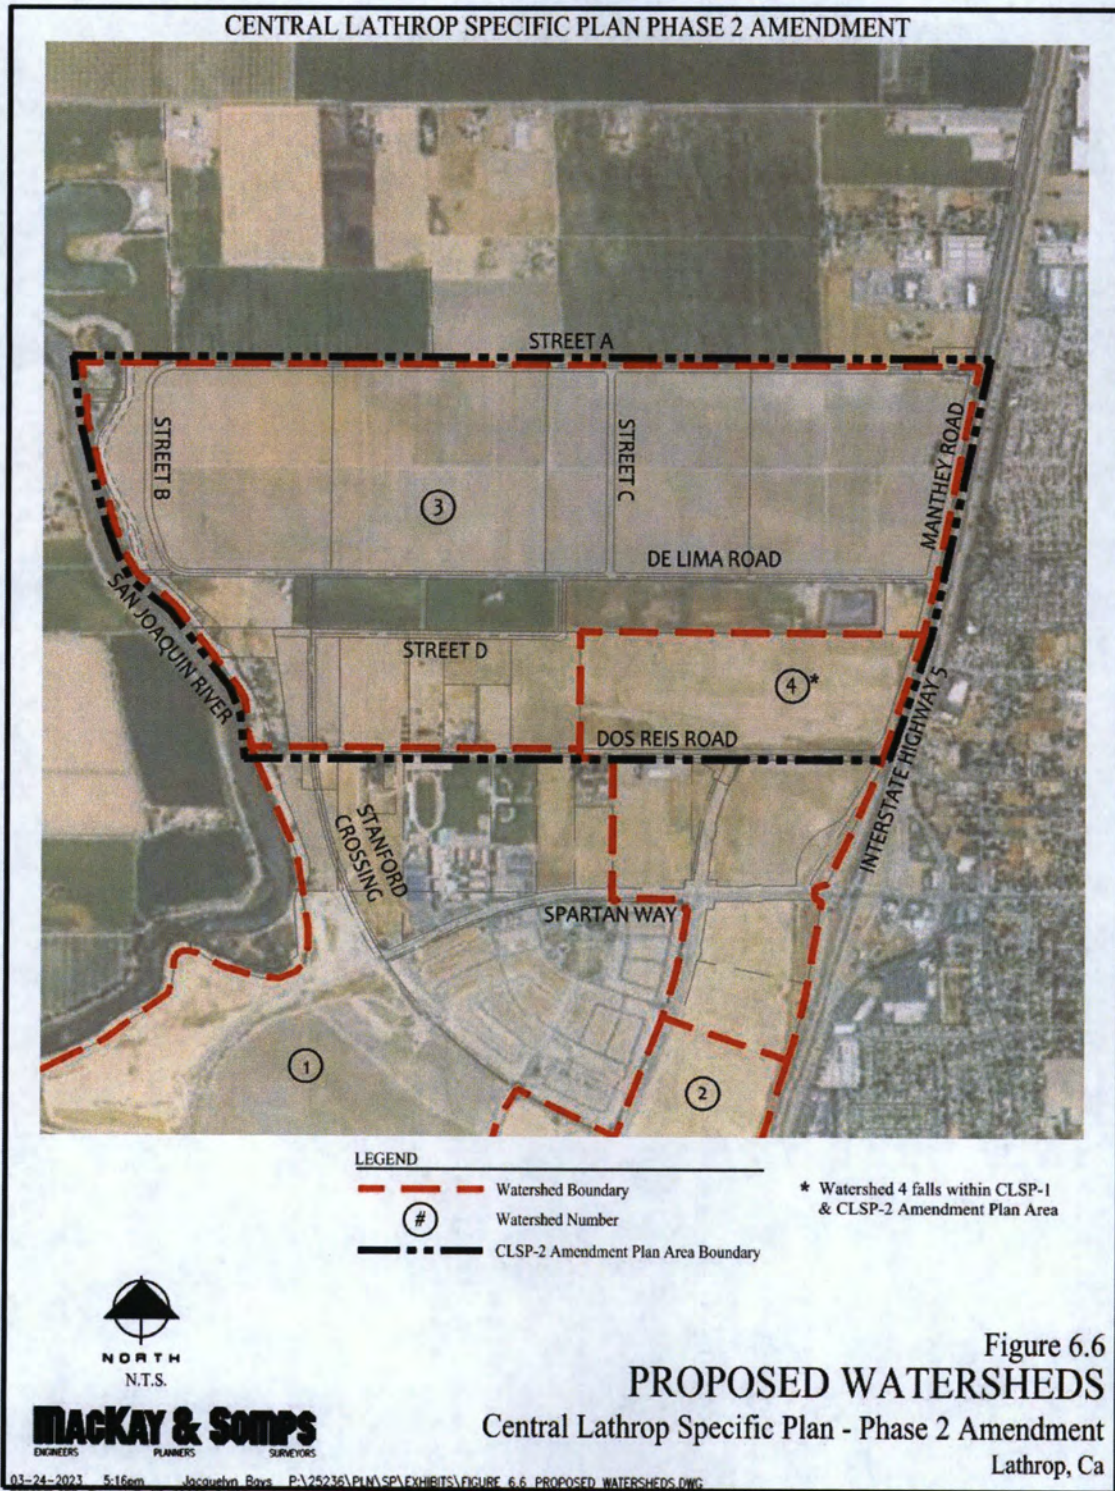 CENTRAL LATHROP SPECIFIC PLAN PHASE 2 AMENDMENT
STREET A
STREET B
STREET C
MANTHEY ROAD
3
DE LIMA ROAD
SAN JOAQUIN RIVER
STREET D
4*
DOS REIS ROAD
INTERSTATE HIGHWAY 5
STANFORD
CROSSING
SPARTAN WAY
1
2
LEGEND
Watershed Boundary
# Watershed Number
CLSP-2 Amendment Plan Area Boundary
* Watershed 4 falls within CLSP-1
& CLSP-2 Amendment Plan Area
NORTH
N.T.S.
Figure 6.6
PROPOSED WATERSHEDS
Central Lathrop Specific Plan - Phase 2 Amendment
Lathrop, Ca
MACKAY & SOMPS
ENGINEERS PLANNERS SURVEYORS
03-24-2023 5:16pm Jacquelyn Bays P:\25236\PLN\SP\EXHIBITS\FIGURE 6.6 PROPOSED WATERSHEDS.DWG